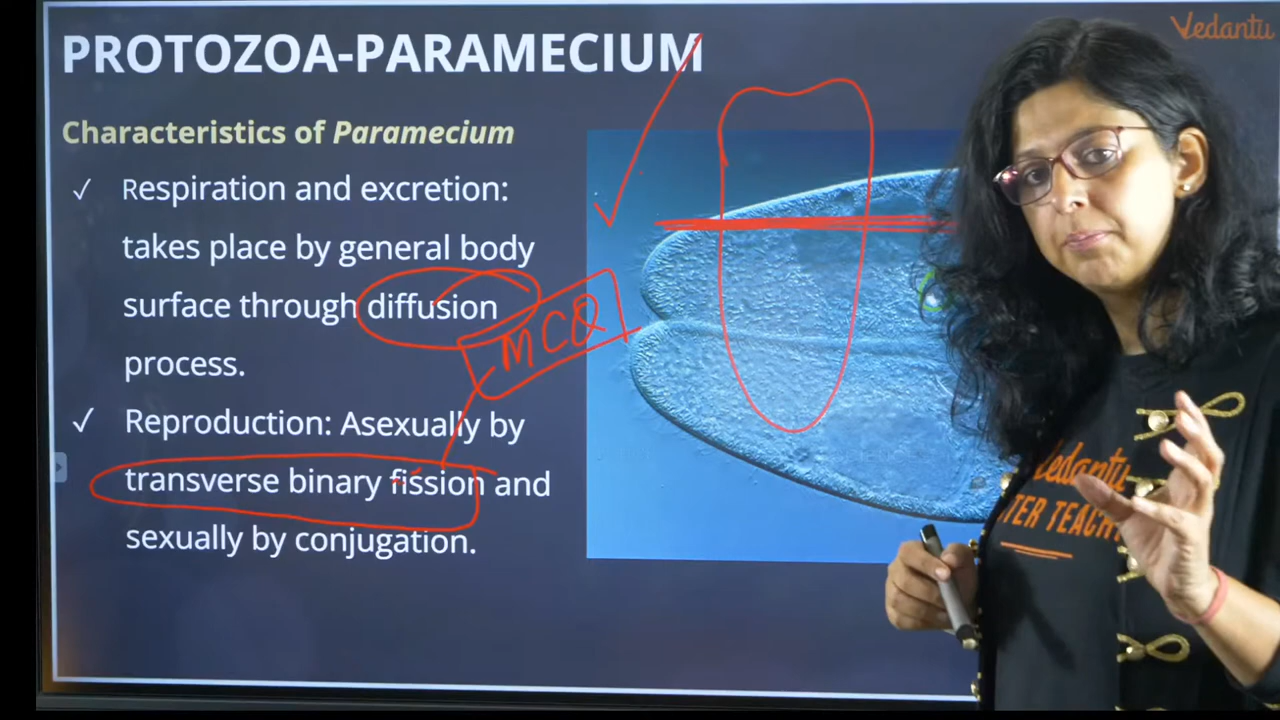 Vedantu
PROTOZOA-PARAMECIUM
Characteristics of Paramecium
✓ Respiration and excretion:
takes place by general body
surface through diffusion
process.
MCQ
✓ Reproduction: Asexually by
transverse binary fission and
sexually by conjugation.
Vedantu
TER TEACH